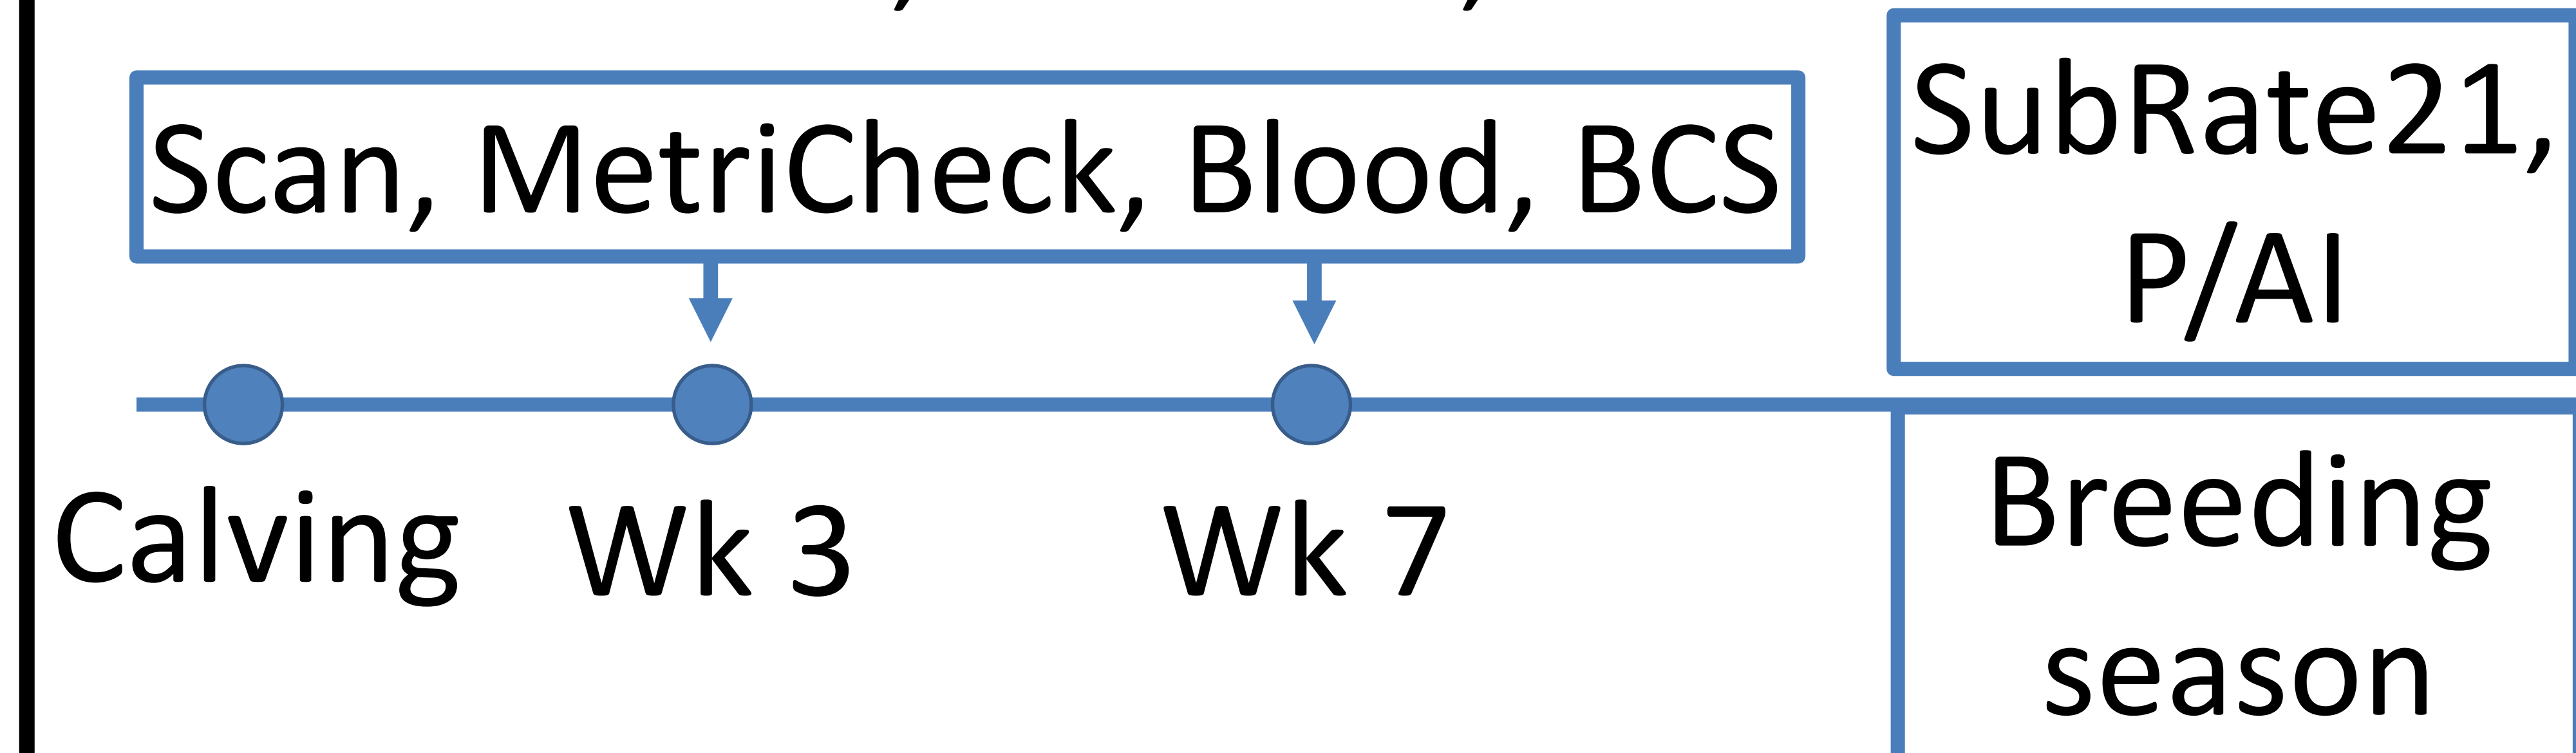 Scan, MetriCheck, Blood, BCS
SubRate21,
P/AI
Calving
Wk 3
Wk 7
Breeding
season